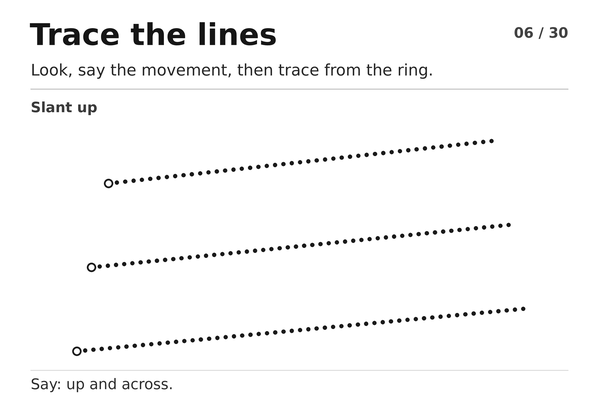 Trace the lines
06 / 30
Look, say the movement, then trace from the ring.
Slant up
Say: up and across.